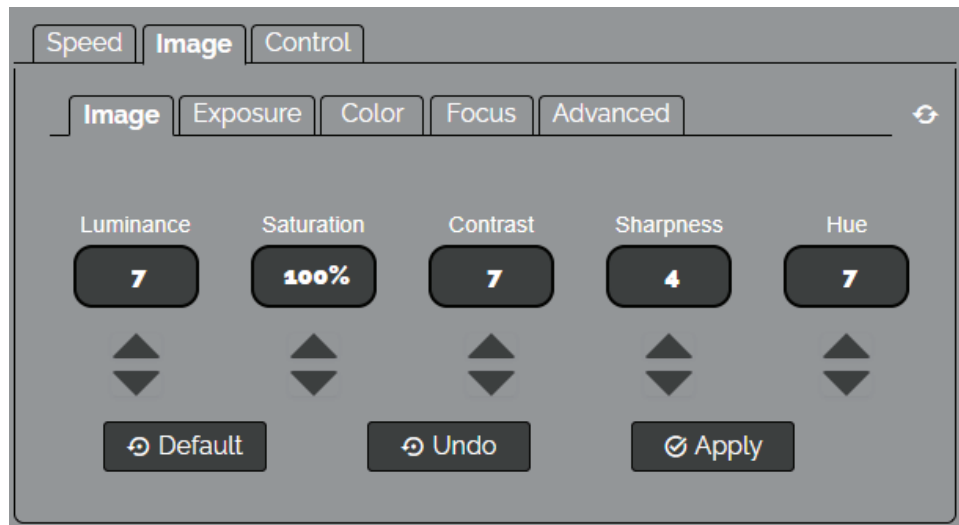 Speed Image Control
Image Exposure Color Focus Advanced
Luminance Saturation Contrast Sharpness Hue
7 100% 7 4 7
Default Undo Apply